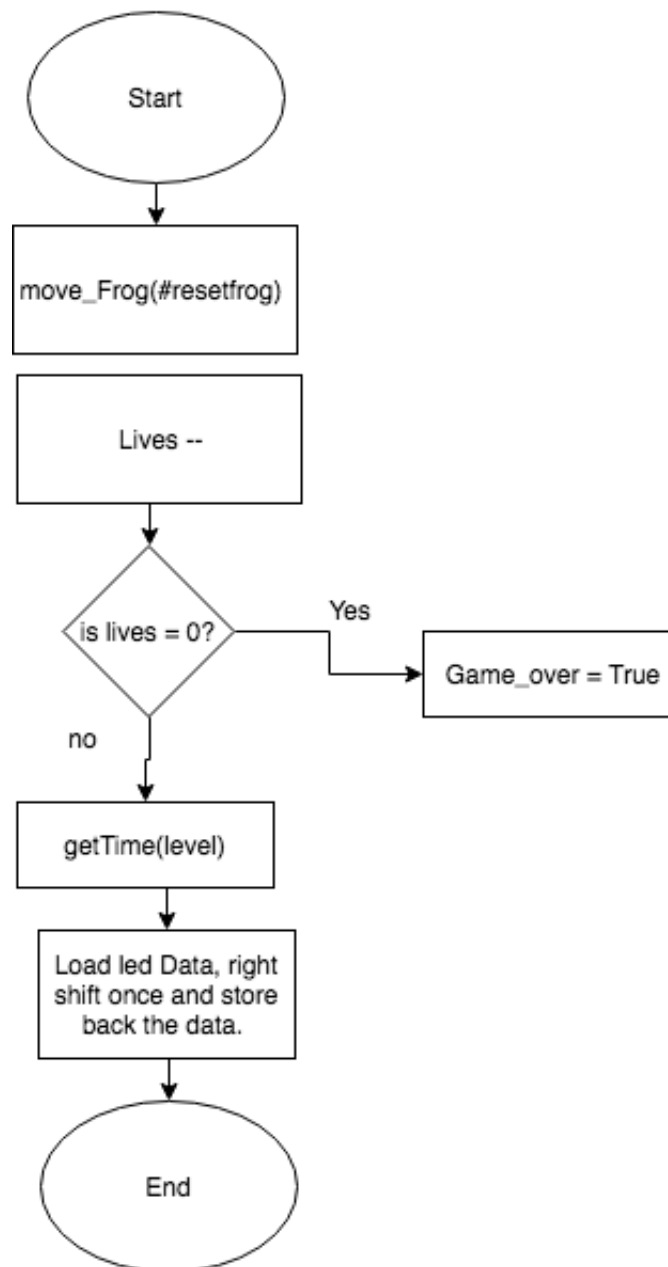 Start
move_Frog(#resetfrog)
Lives --
is lives = 0?
Yes
Game_over = True
no
getTime(level)
Load led Data, right
shift once and store
back the data.
End